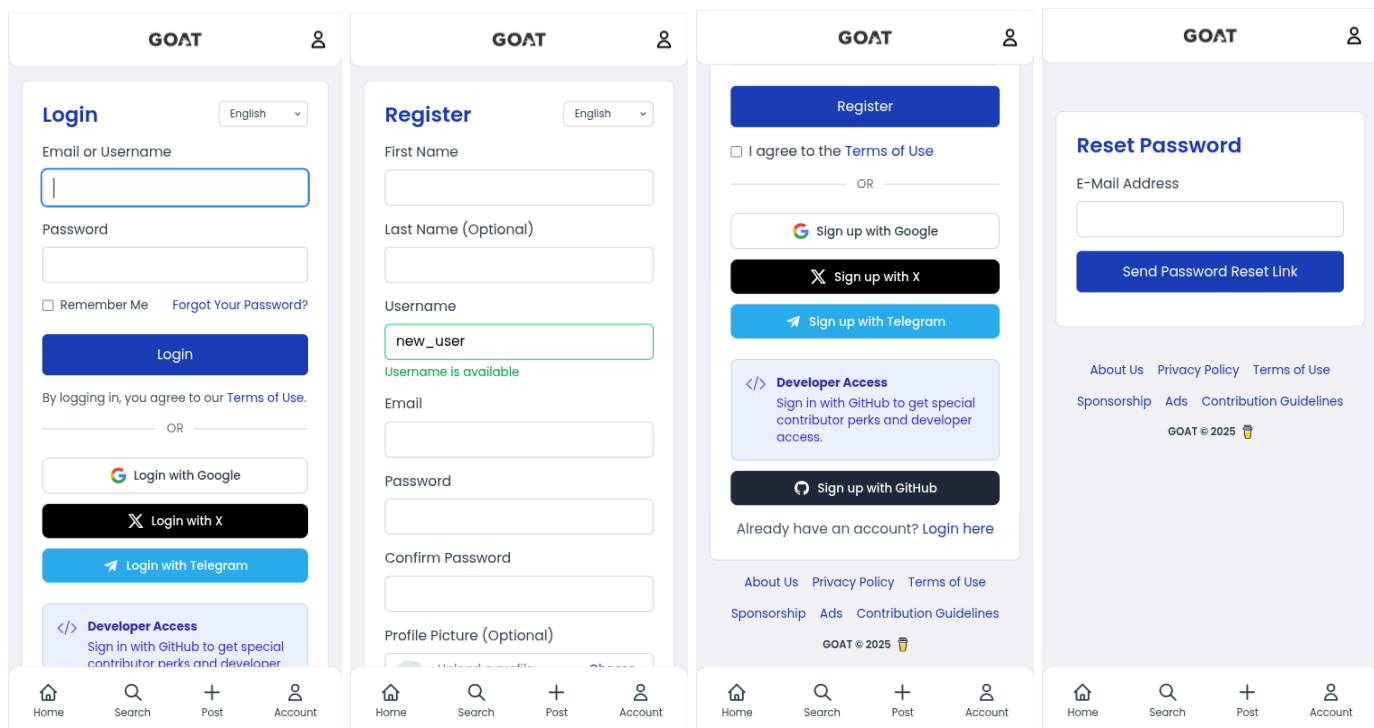 GOAT
Login
English
Email or Username
Password
Remember Me
Forgot Your Password?
Login
By logging in, you agree to our Terms of Use.
OR
Login with Google
Login with X
Login with Telegram
Developer Access
Sign in with GitHub to get special
contributor perks and developer
Home
Search
Post
Account
GOAT
Register
English
First Name
Last Name (Optional)
Username
new_user
Username is available
Email
Password
Confirm Password
Profile Picture (Optional)
Upload a profile
Choose
Home
Search
Post
Account
GOAT
Register
I agree to the Terms of Use
OR
Sign up with Google
Sign up with X
Sign up with Telegram
Developer Access
Sign in with GitHub to get special
contributor perks and developer
access.
Sign up with GitHub
Already have an account? Login here
About Us Privacy Policy Terms of Use
Sponsorship Ads Contribution Guidelines
GOAT © 2025
Home
Search
Post
Account
GOAT
Reset Password
E-Mail Address
Send Password Reset Link
About Us Privacy Policy Terms of Use
Sponsorship Ads Contribution Guidelines
GOAT © 2025
Home
Search
Post
Account